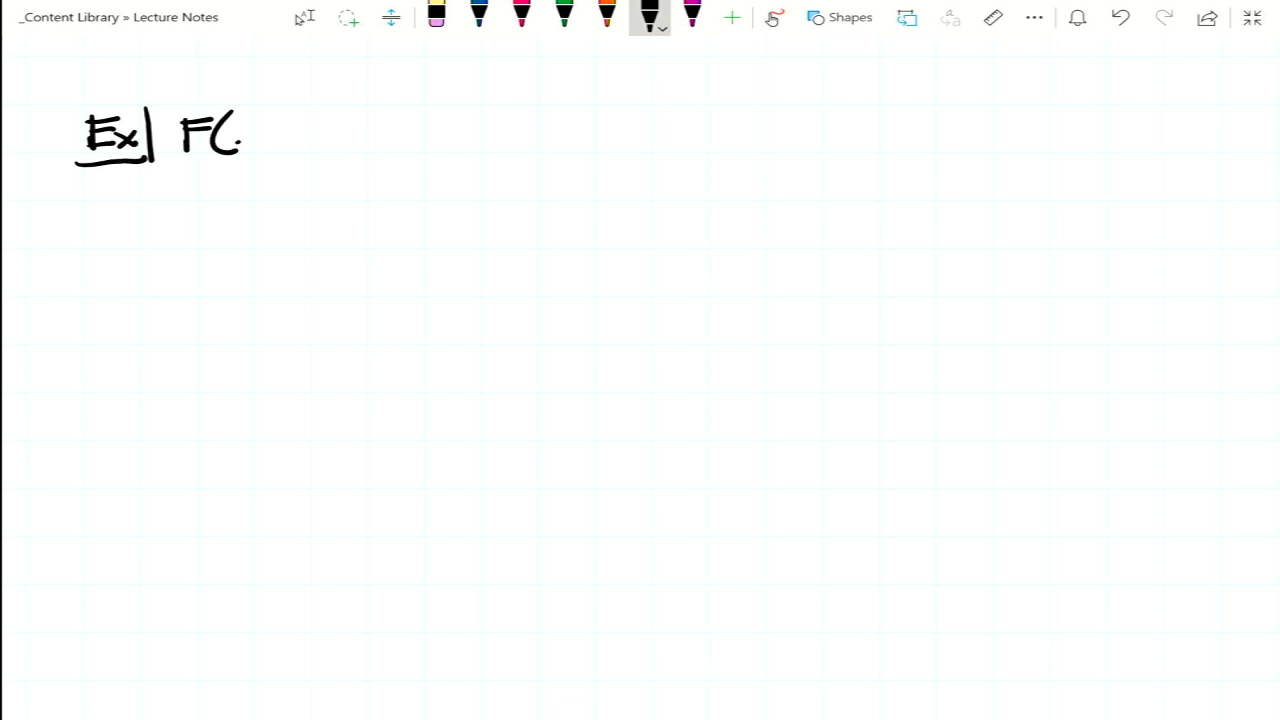 _Content Library » Lecture Notes
Shapes
Ex| F(.